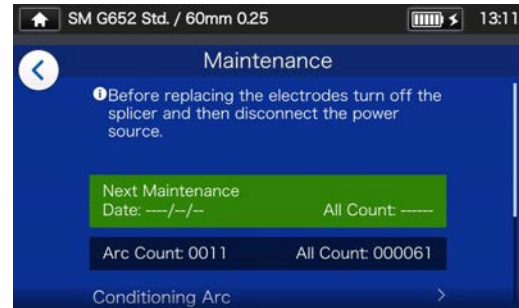 SM G652 Std. / 60mm 0.25 13:11
Maintenance
Before replacing the electrodes turn off the
splicer and then disconnect the power
source.
Next Maintenance
Date: ----/--/-- All Count: ------
Arc Count: 0011 All Count: 000061
Conditioning Arc >